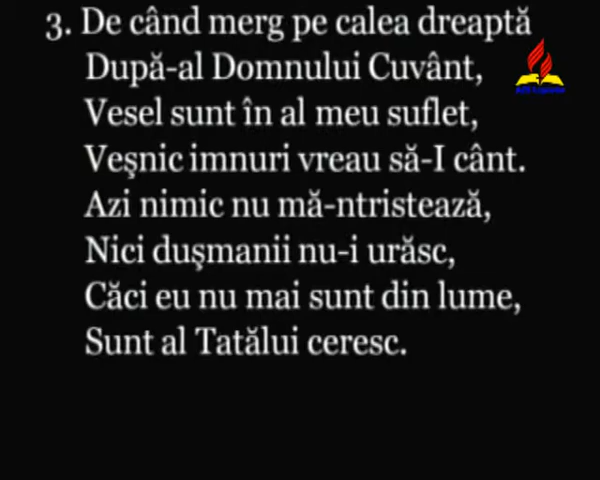 3. De când merg pe calea dreaptă
După-al Domnului Cuvânt,
Vesel sunt în al meu suflet,
Veşnic imnuri vreau să-I cânt.
Azi nimic nu mă-ntristează,
Nici duşmanii nu-i urăsc,
Căci eu nu mai sunt din lume,
Sunt al Tatălui ceresc.